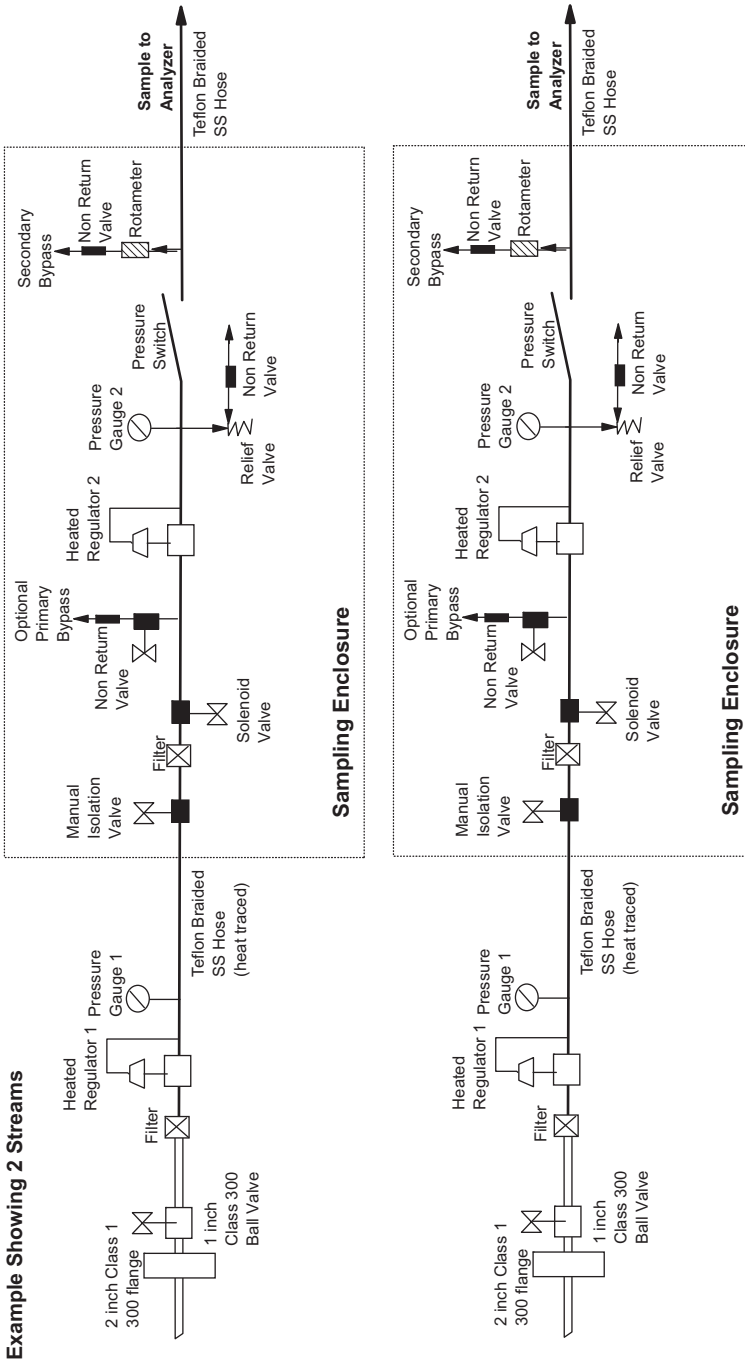 Example Showing 2 Streams
2 inch Class 1
300 flange
1 inch
Class 300
Ball Valve
Filter
Heated
Regulator 1
Pressure
Gauge 1
Teflon Braided
SS Hose
(heat traced)
Manual
Isolation
Valve
Filter
Solenoid
Valve
Optional
Primary
Bypass
Non Return
Valve
Heated
Regulator 2
Pressure
Gauge 2
Relief
Valve
Non Return
Valve
Pressure
Switch
Secondary
Bypass
Non Return
Valve
Rotameter
Sampling Enclosure
Sample to
Analyzer
Teflon Braided
SS Hose
2 inch Class 1
300 flange
1 inch
Class 300
Ball Valve
Filter
Heated
Regulator 1
Pressure
Gauge 1
Teflon Braided
SS Hose
(heat traced)
Manual
Isolation
Valve
Filter
Solenoid
Valve
Optional
Primary
Bypass
Non Return
Valve
Heated
Regulator 2
Pressure
Gauge 2
Relief
Valve
Non Return
Valve
Pressure
Switch
Secondary
Bypass
Non Return
Valve
Rotameter
Sampling Enclosure
Sample to
Analyzer
Teflon Braided
SS Hose